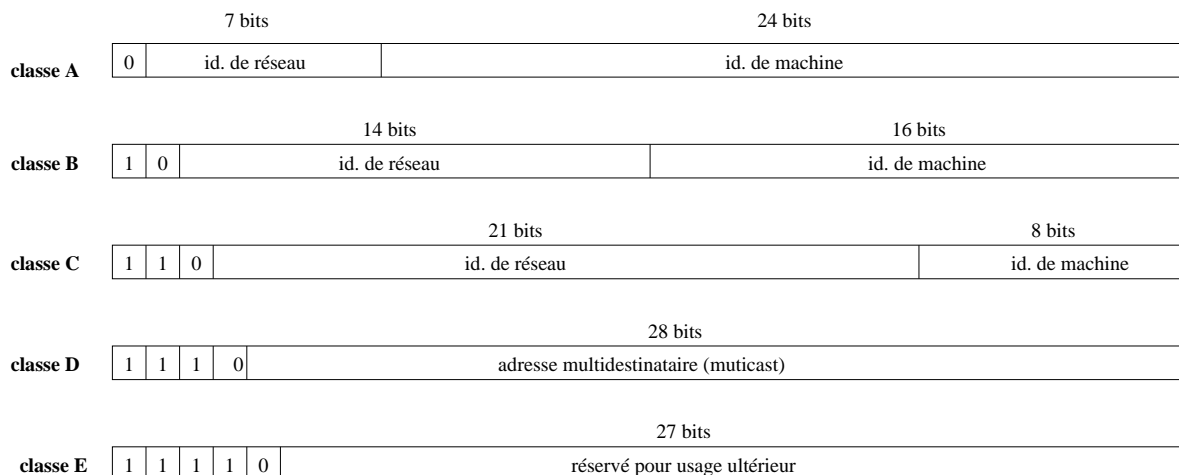 7 bits 24 bits
classe A 0 id. de réseau id. de machine
14 bits 16 bits
classe B 1 0 id. de réseau id. de machine
21 bits 8 bits
classe C 1 1 0 id. de réseau id. de machine
28 bits
classe D 1 1 1 0 adresse multidestinataire (muticast)
27 bits
classe E 1 1 1 1 0 réservé pour usage ultérieur